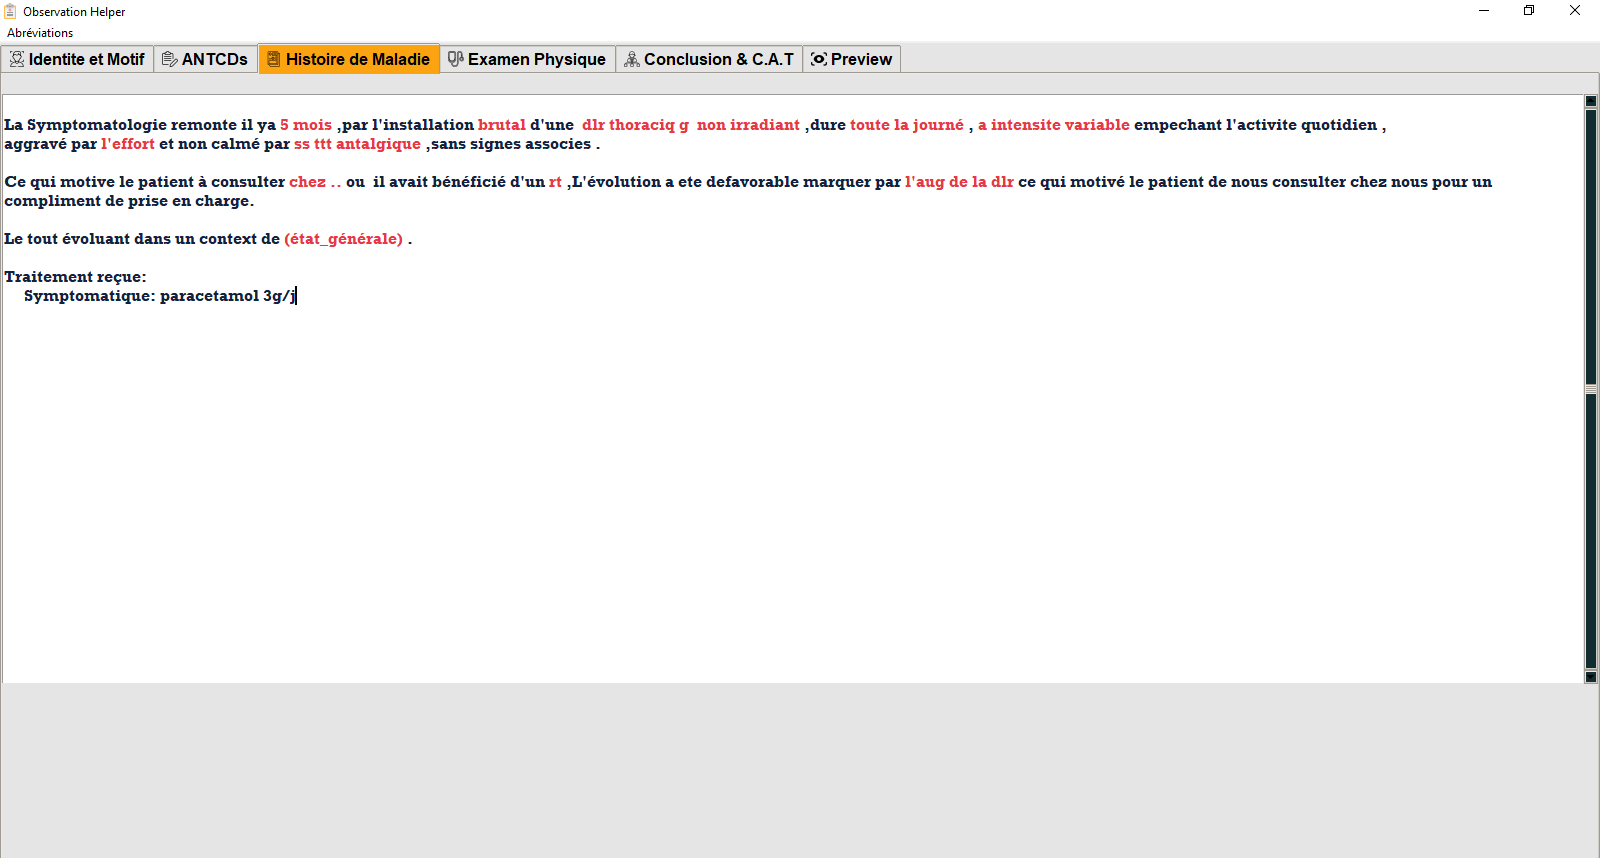 Observation Helper
Abréviations
Identite et Motif ANTCDs Histoire de Maladie Examen Physique Conclusion & C.A.T Preview
La Symptomatologie remonte il ya 5 mois ,par l'installation brutal d'une dlr thoraciq g non irradiant ,dure toute la journé , a intensite variable empechant l'activite quotidien ,
aggravé par l'effort et non calmé par ss ttt antalgique ,sans signes associes .
Ce qui motive le patient à consulter chez .. ou il avait bénéficié d'un rt ,L'évolution a ete defavorable marquer par l'aug de la dlr ce qui motivé le patient de nous consulter chez nous pour un
compliment de prise en charge.
Le tout évoluant dans un context de (état_générale) .
Traitement reçue:
Symptomatique: paracetamol 3g/j